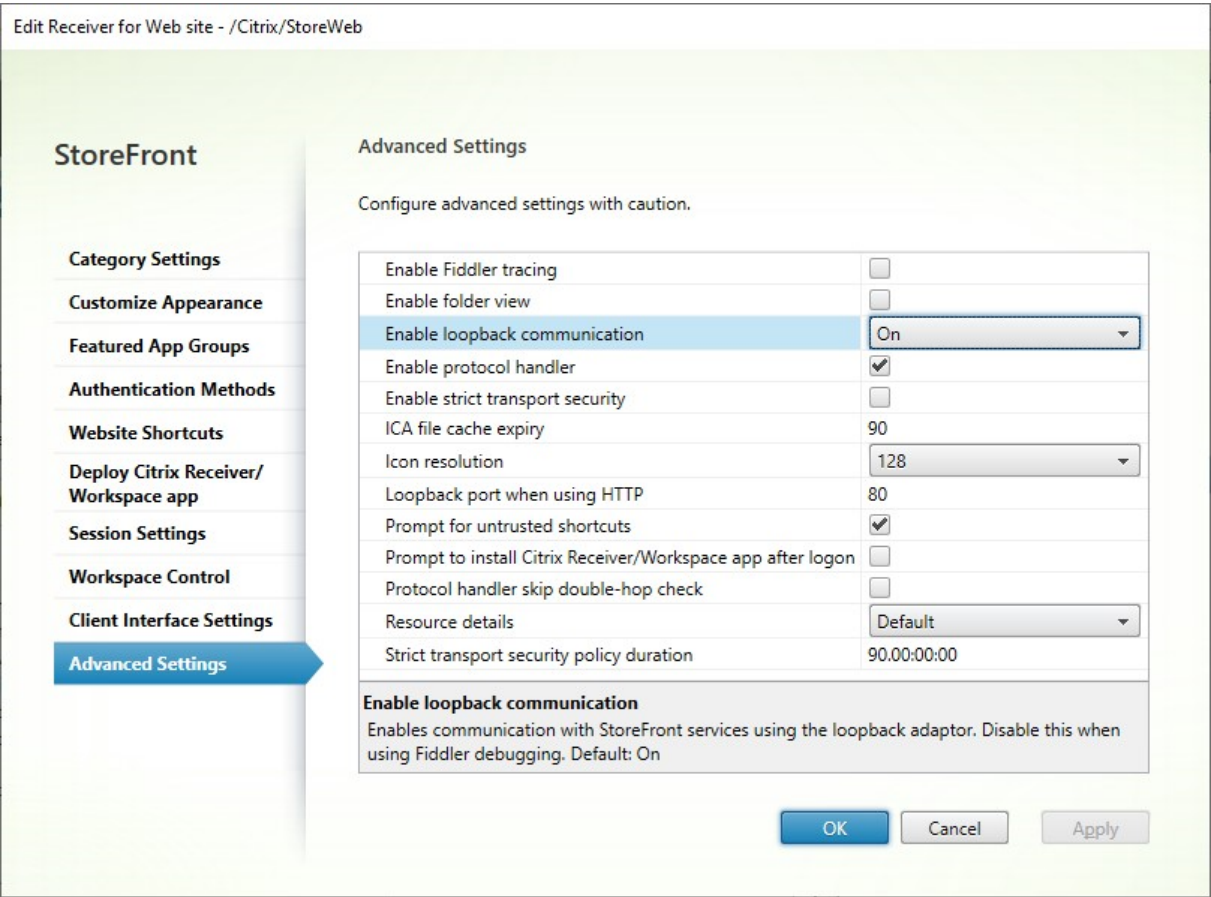 Edit Receiver for Web site - /Citrix/StoreWeb
StoreFront
Category Settings
Customize Appearance
Featured App Groups
Authentication Methods
Website Shortcuts
Deploy Citrix Receiver/
Workspace app
Session Settings
Workspace Control
Client Interface Settings
Advanced Settings
Advanced Settings
Configure advanced settings with caution.
Enable Fiddler tracing
Enable folder view
Enable loopback communication On
Enable protocol handler
Enable strict transport security
ICA file cache expiry 90
Icon resolution 128
Loopback port when using HTTP 80
Prompt for untrusted shortcuts
Prompt to install Citrix Receiver/Workspace app after logon
Protocol handler skip double-hop check
Resource details Default
Strict transport security policy duration 90.00:00:00
Enable loopback communication
Enables communication with StoreFront services using the loopback adaptor. Disable this when
using Fiddler debugging. Default: On
OK Cancel Apply